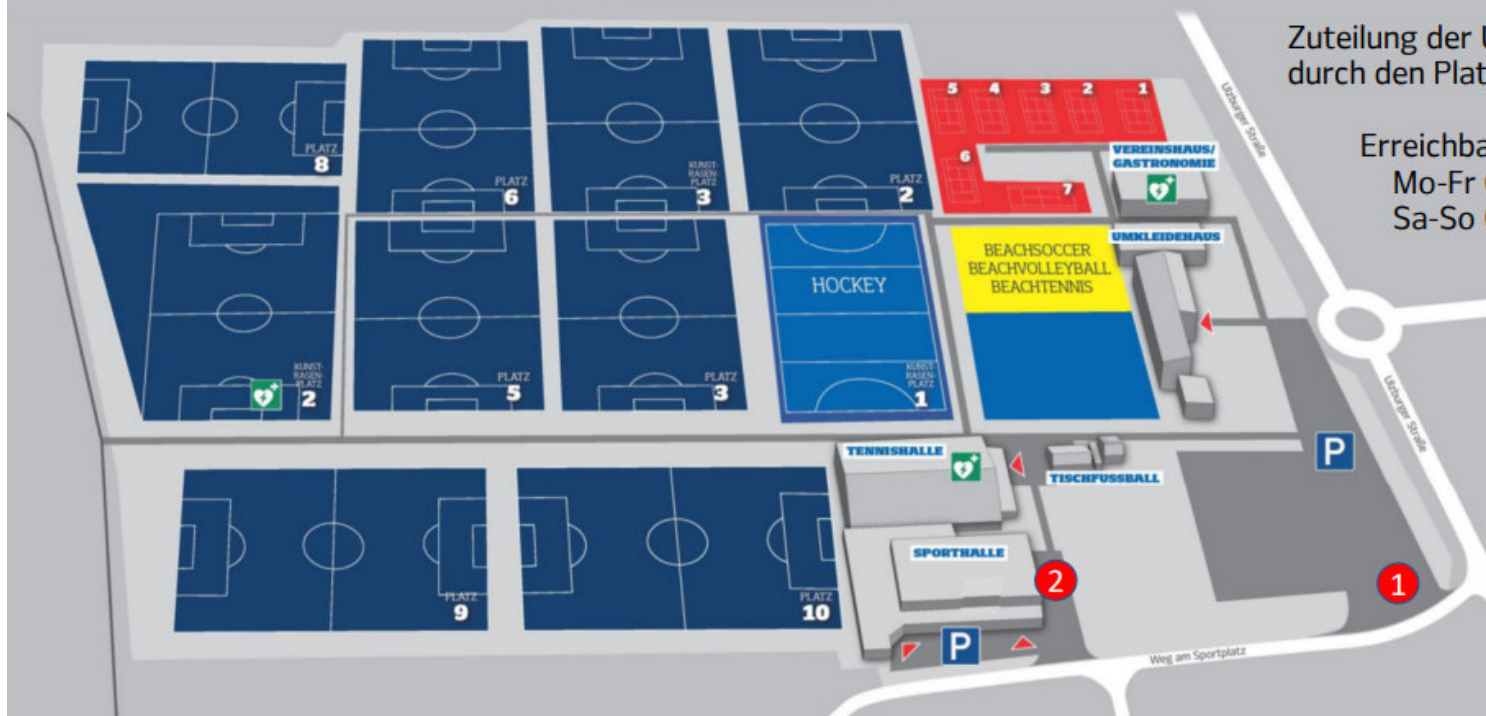 Zuteilung der U
durch den Plat
Erreichba
Mo-Fr
Sa-So
Ulzburger Straße
5
4
3
2
1
6
7
VEREINSHAUS/
GASTRONOMIE
UMKLEIDEHAUS
PLATZ
8
PLATZ
6
KUNST-
RASEN-
PLATZ
3
PLATZ
2
KUNST-
RASEN-
PLATZ
2
PLATZ
5
PLATZ
3
HOCKEY
KUNST-
RASEN-
PLATZ
1
BEACHSOCCER
BEACHVOLLEYBALL
BEACHTENNIS
Ulzburger Straße
P
TENNISHALLE
TISCHFUSSBALL
SPORTHALLE
PLATZ
9
PLATZ
10
2
1
P
Weg am Sportplatz